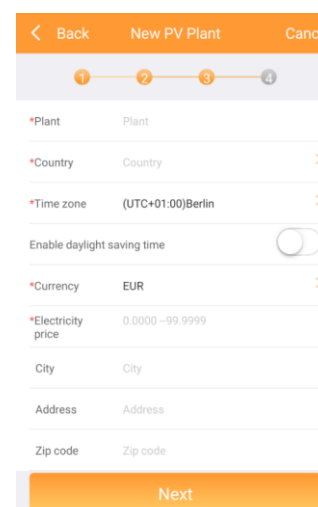 Back New PV Plant Canc
1 2 3 4
*Plant Plant
*Country Country
*Time zone (UTC+01:00)Berlin
Enable daylight saving time
*Currency EUR
*Electricity 0.0000 –99.9999
price
City City
Address Address
Zip code Zip code
Next